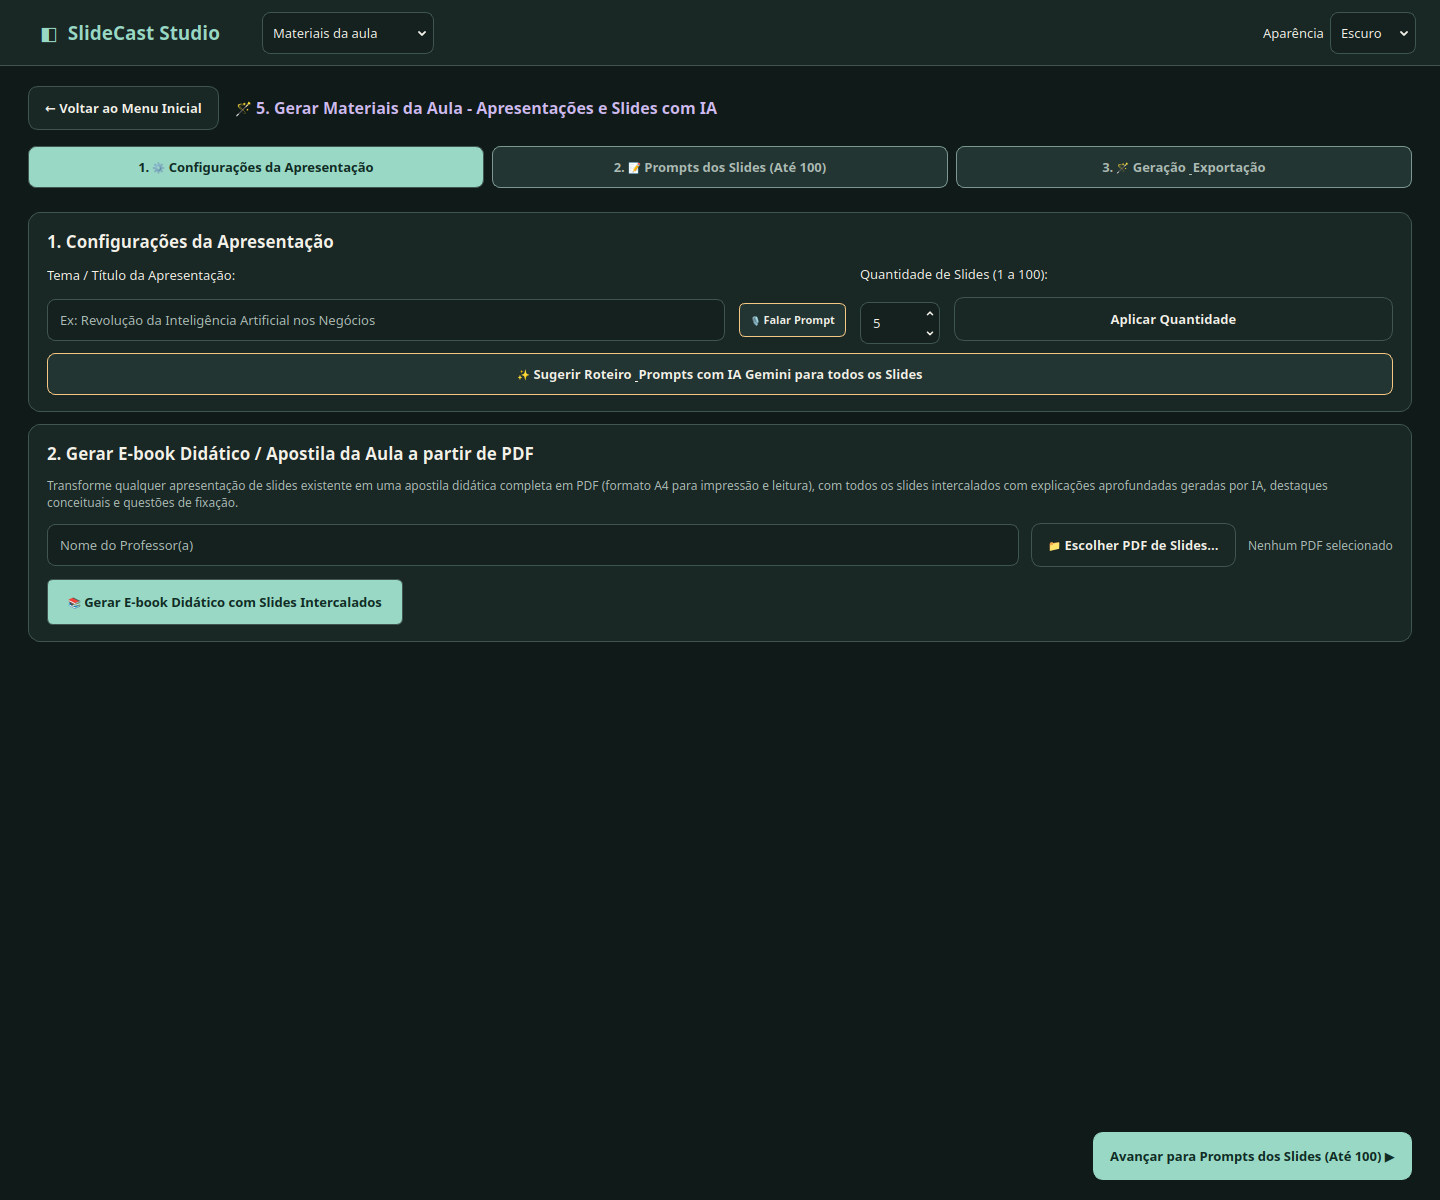 SlideCast Studio
Materiais da aula
Aparência
Escuro
← Voltar ao Menu Inicial
5. Gerar Materiais da Aula - Apresentações e Slides com IA
1. Configurações da Apresentação
2. Prompts dos Slides (Até 100)
3. Geração _Exportação
1. Configurações da Apresentação
Tema / Título da Apresentação:
Quantidade de Slides (1 a 100):
Ex: Revolução da Inteligência Artificial nos Negócios
Falar Prompt
5
Aplicar Quantidade
Sugerir Roteiro _Prompts com IA Gemini para todos os Slides
2. Gerar E-book Didático / Apostila da Aula a partir de PDF
Transforme qualquer apresentação de slides existente em uma apostila didática completa em PDF (formato A4 para impressão e leitura), com todos os slides intercalados com explicações aprofundadas geradas por IA, destaques
conceituais e questões de fixação.
Nome do Professor(a)
Escolher PDF de Slides...
Nenhum PDF selecionado
Gerar E-book Didático com Slides Intercalados
Avançar para Prompts dos Slides (Até 100) ▶